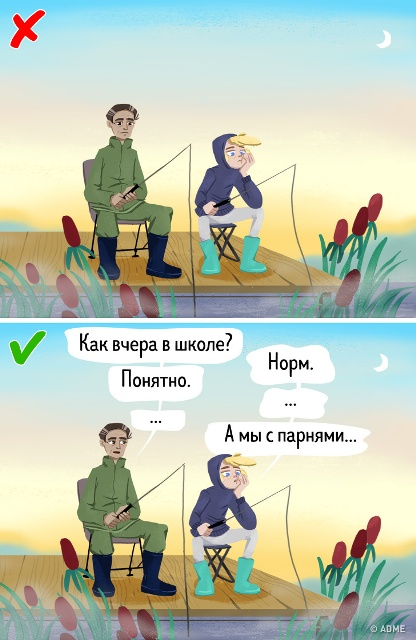 Как вчера в школе?
Норм.
Понятно.
...
...
А мы с парнями...
© ADME